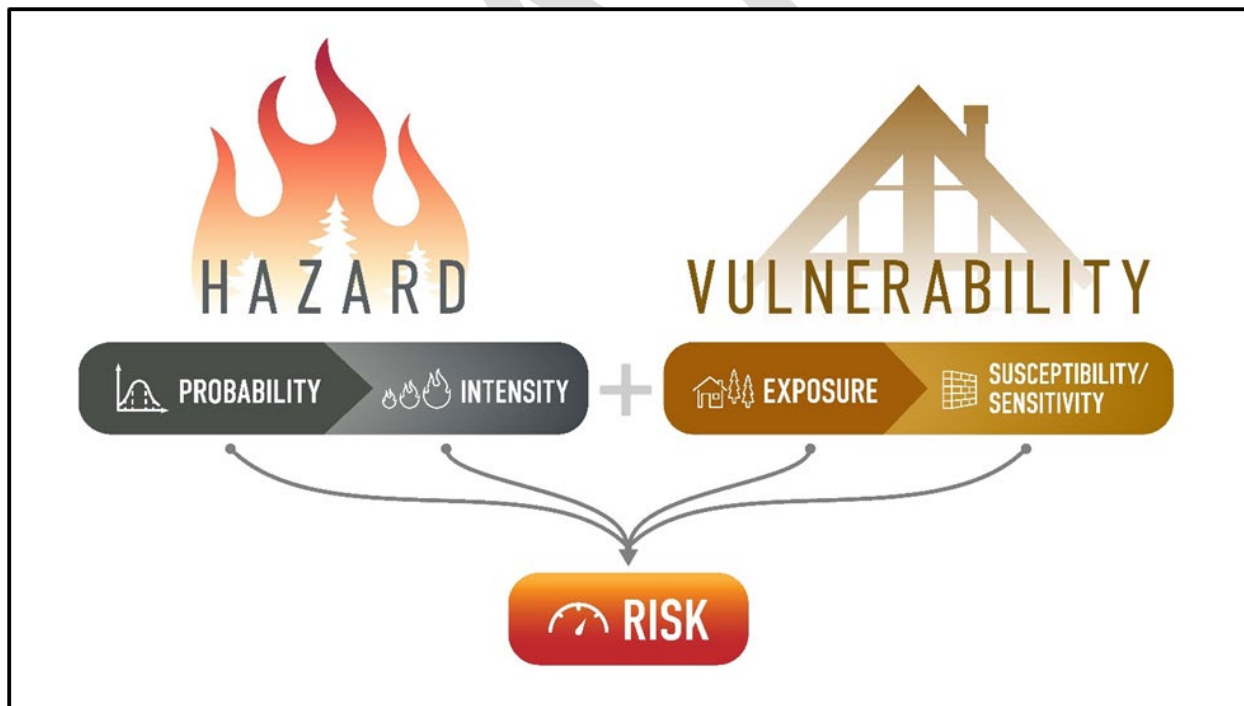 HAZARD
VULNERABILITY
PROBABILITY
INTENSITY
+
EXPOSURE
SUSCEPTIBILITY/
SENSITIVITY
RISK